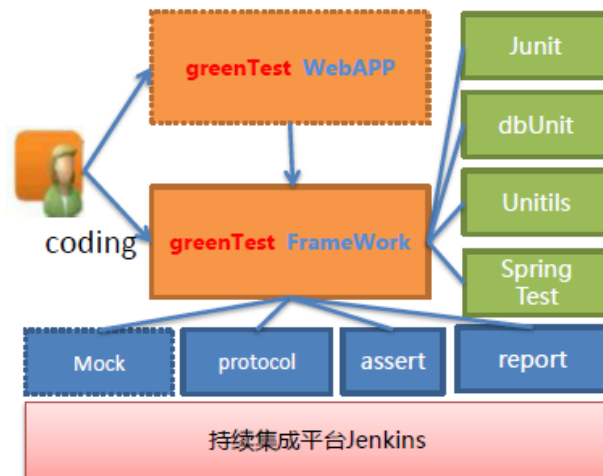 greenTest WebAPP
Junit
dbUnit
coding
greenTest FrameWork
Unitils
Spring
Test
Mock
protocol
assert
report
持续集成平台Jenkins